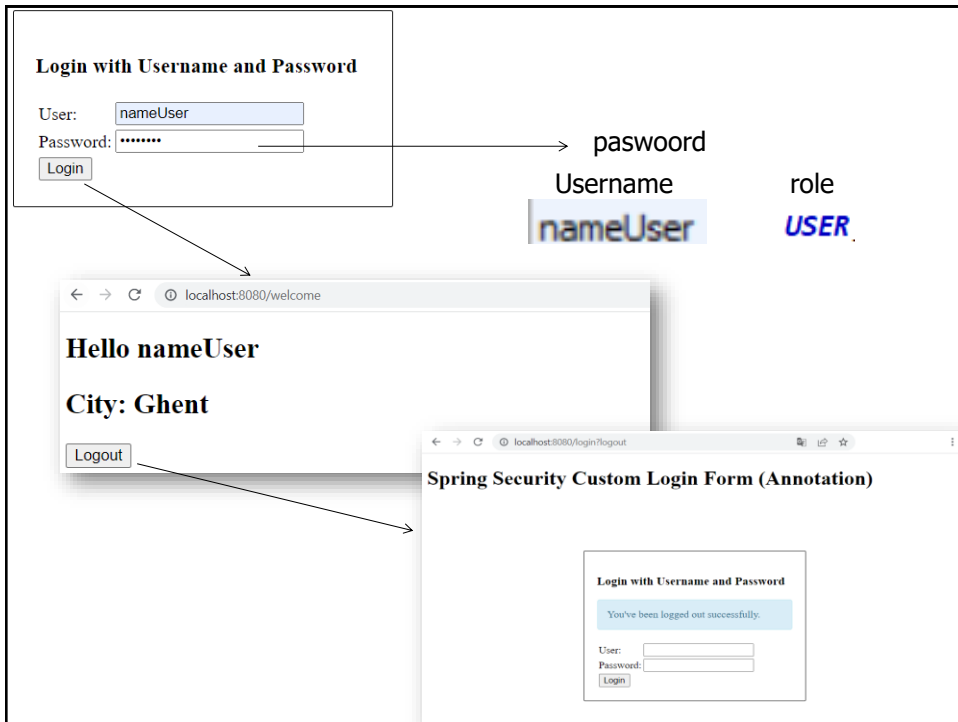 Login with Username and Password
User: nameUser
Password: ••••••••
Login
paswoord
Username role
nameUser USER.
localhost:8080/welcome
Hello nameUser
City: Ghent
Logout
localhost:8080/login?logout
Spring Security Custom Login Form (Annotation)
Login with Username and Password
You've been logged out successfully.
User:
Password:
Login